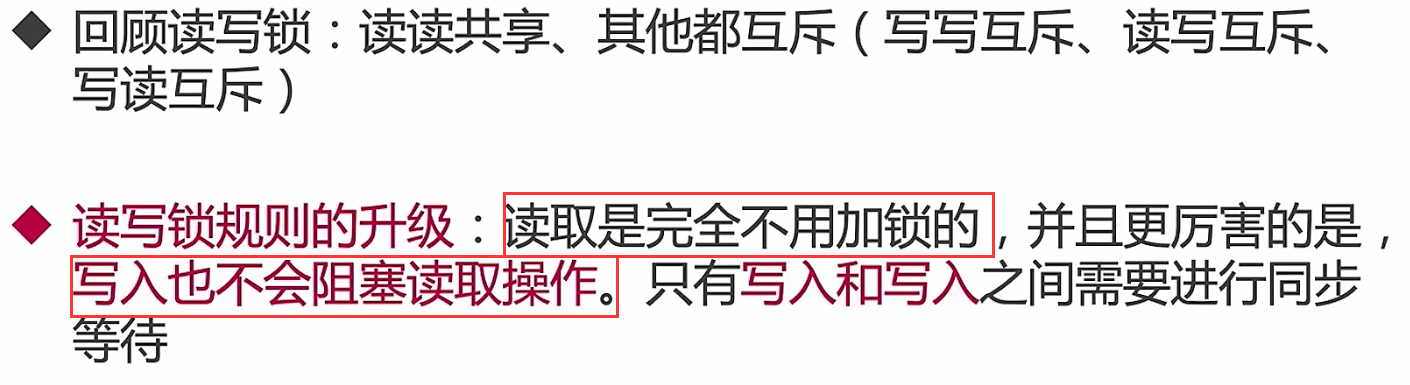 回顾读写锁：读读共享、其他都互斥（写写互斥、读写互斥、
写读互斥）
读写锁规则的升级：读取是完全不用加锁的，并且更厉害的是，
写入也不会阻塞读取操作。只有写入和写入之间需要进行同步
等待